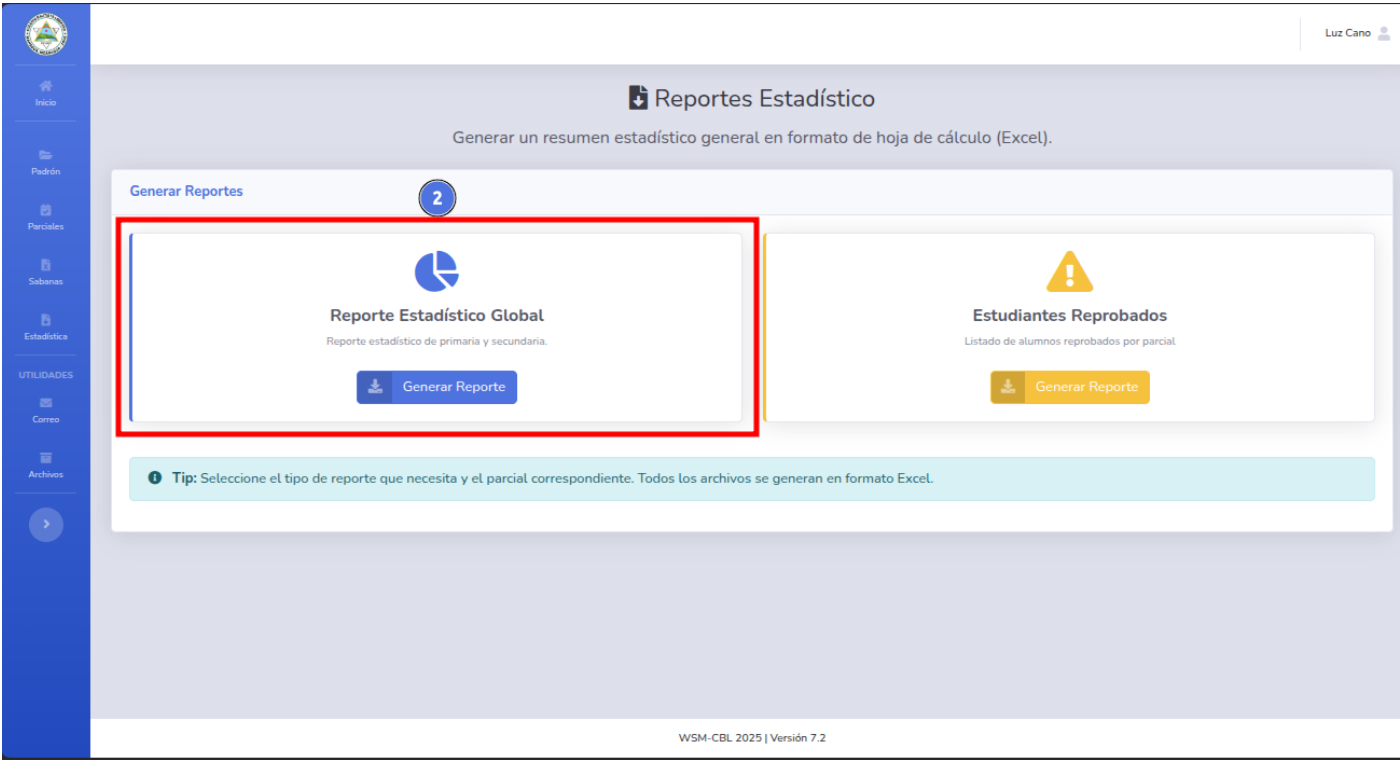 Luz Cano
Inicio
Padrón
Parciales
Sabanas
Estadística
UTILIDADES
Correo
Archivos
Reportes Estadístico
Generar un resumen estadístico general en formato de hoja de cálculo (Excel).
Generar Reportes
2
Reporte Estadístico Global
Reporte estadístico de primaria y secundaria.
Generar Reporte
Estudiantes Reprobados
Listado de alumnos reprobados por parcial
Generar Reporte
Tip: Seleccione el tipo de reporte que necesita y el parcial correspondiente. Todos los archivos se generan en formato Excel.
WSM-CBL 2025 | Versión 7.2